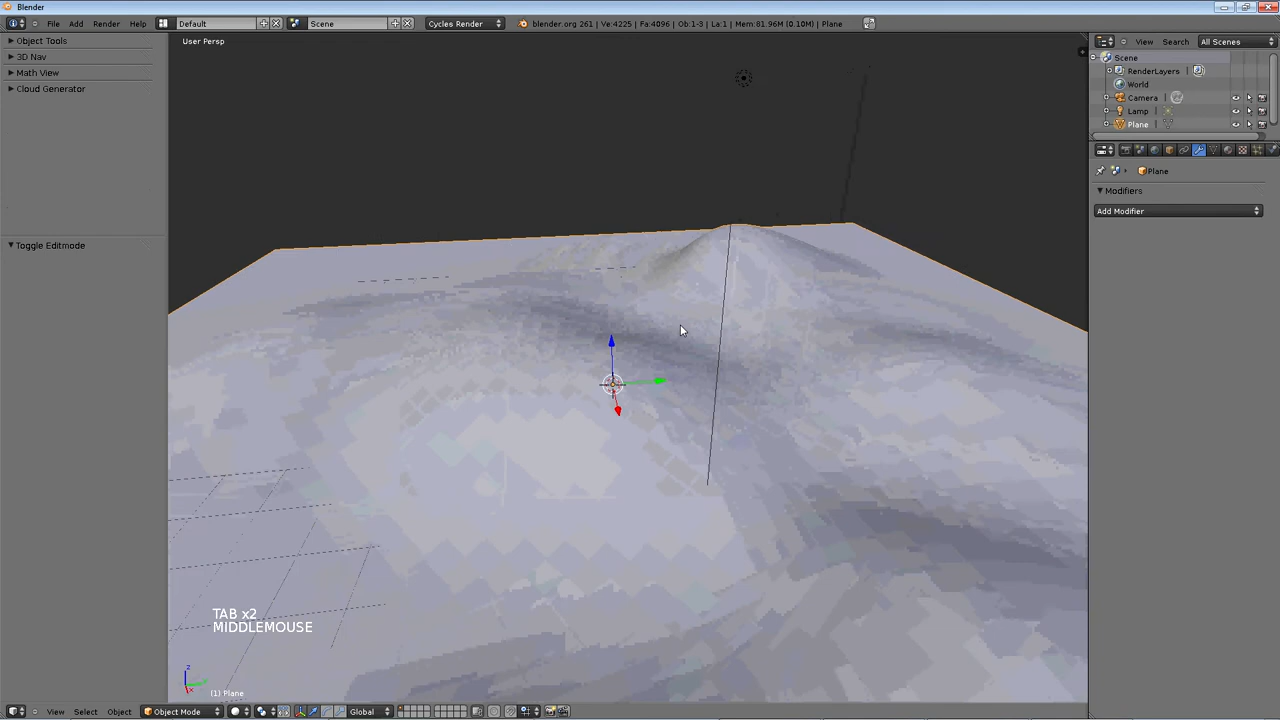 Blender
File Add Render Help Default Scene Cycles Render blender.org 261 | Ve:4225 | Fa:4096 | Ob:1-3 | La:1 | Mem:81.96M (0.10M) | Plane
Object Tools
3D Nav
Math View
Cloud Generator
Toggle Editmode
User Persp
TAB x2
MIDDLEMOUSE
z
(1) Plane
View Select Object Object Mode Global
View Search All Scenes
Scene
RenderLayers
World
Camera
Lamp
Plane
Plane
Modifiers
Add Modifier